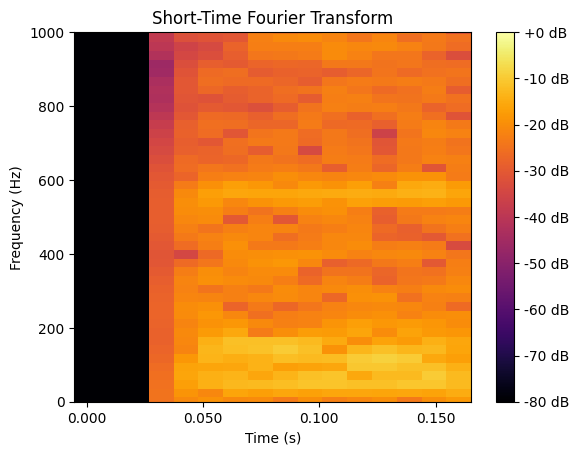 Short-Time Fourier Transform
1000
800
600
400
200
0
Frequency (Hz)
0.000
0.050
0.100
0.150
Time (s)
+0 dB
-10 dB
-20 dB
-30 dB
-40 dB
-50 dB
-60 dB
-70 dB
-80 dB